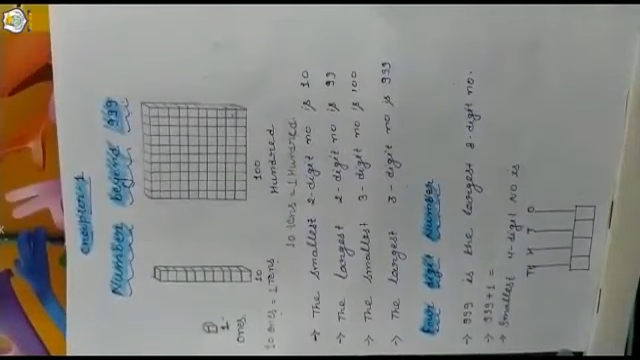 chapter-1
Number beyond 999
1
10
100
ones
10 ones = 1 Tens
Hundred
10 tens = 1 Hundred
→ The smallest 2-digit no is 10
→ The largest 2-digit no is 99
→ The smallest 3-digit no is 100
→ The largest 3-digit no is 999
Four digit Number
→ 999 is the largest 3-digit no.
→ 999+1 =
→ Smallest 4-digit no is
Th H T O